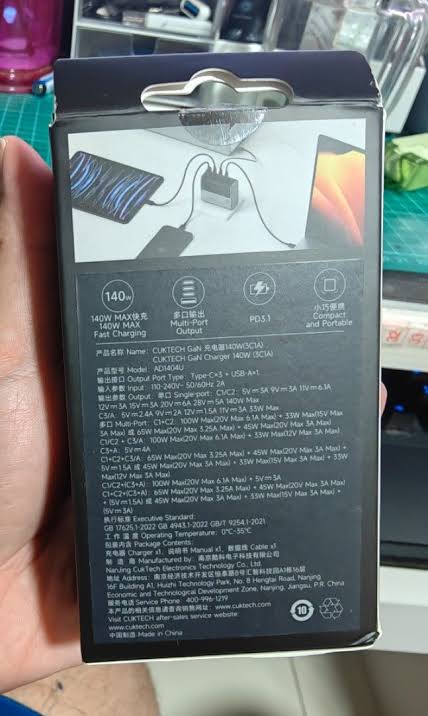 140w
140W MAX快充
140W MAX
Fast Charging
多口输出
Multi-Port
Output
PD3.1
小巧便携
Compact
and Portable
产品名称 Name: CUKTECH GaN 充电器140W(3C1A)
CUKTECH GaN Charger 140W (3C1A)
产品型号 Model: AD1404U
输出接口 Output Port Type: Type-C×3 + USB-A×1
输入参数 Input: 110-240V~ 50/60Hz 2A
输出参数 Output: 单口 Single-port: C1/C2: 5V=3A 9V=3A 11V=6.1A
12V=3A 15V=3A 20V=6A 28V=5A 140W Max
C3/A: 5V=2.4A 9V=2A 12V=1.5A 11V=3A 33W Max
多口 Multi-Port: C1+C2: 100W Max(20V Max 6.1A Max) + 33W Max(15V Max
3A Max) 或 65W Max(20V Max 3.25A Max) + 45W Max(20V Max 3A Max)
C1/C2 + C3/A: 100W Max(20V Max 6.1A Max) + 33W Max(12V Max 3A Max)
C3+A: 5V=4A
C1+C2+C3/A: 65W Max(20V Max 3.25A Max) + 45W Max(20V Max 3A Max) +
5V=1.5A 或 45W Max(20V Max 3A Max) + 33W Max(15V Max 3A Max) + 33W
Max(12V Max 3A Max)
C1/C2+(C3+A): 100W Max(20V Max 6.1A Max) + 5V=3A
C1+C2+(C3+A): 65W Max(20V Max 3.25A Max) + 45W Max(20V Max 3A Max)
+ (5V=1.5A) 或 45W Max(20V Max 3A Max) + 33W Max(15V Max 3A Max) +
(5V=3A)
执行标准 Executive Standard:
GB 17625.1-2022 GB 4943.1-2022 GB/T 9254.1-2021
工作温度 Operating Temperature: 0°C-35°C
包装内含 Package Contents:
充电器 Charger x1、说明书 Manual x1、数据线 Cable x1
制造商 Manufactured by: 南京酷科电子科技有限公司
NanJing CukTech Electronics Technology Co., Ltd.
地址 Address: 南京经济技术开发区恒泰路8号汇智科技园A1栋16层
16F Building A1, Huizhi Technology Park, No. 8 Hengtai Road, Nanjing
Economic and Technological Development Zone, Nanjing, Jiangsu, P.R. China
服务电话 Service Phone: 400-996-1219
本产品的相关信息请查询销售网址: www.cuktech.com
Visit CUKTECH after-sales service website:
www.cuktech.com
中国制造 Made in China
10